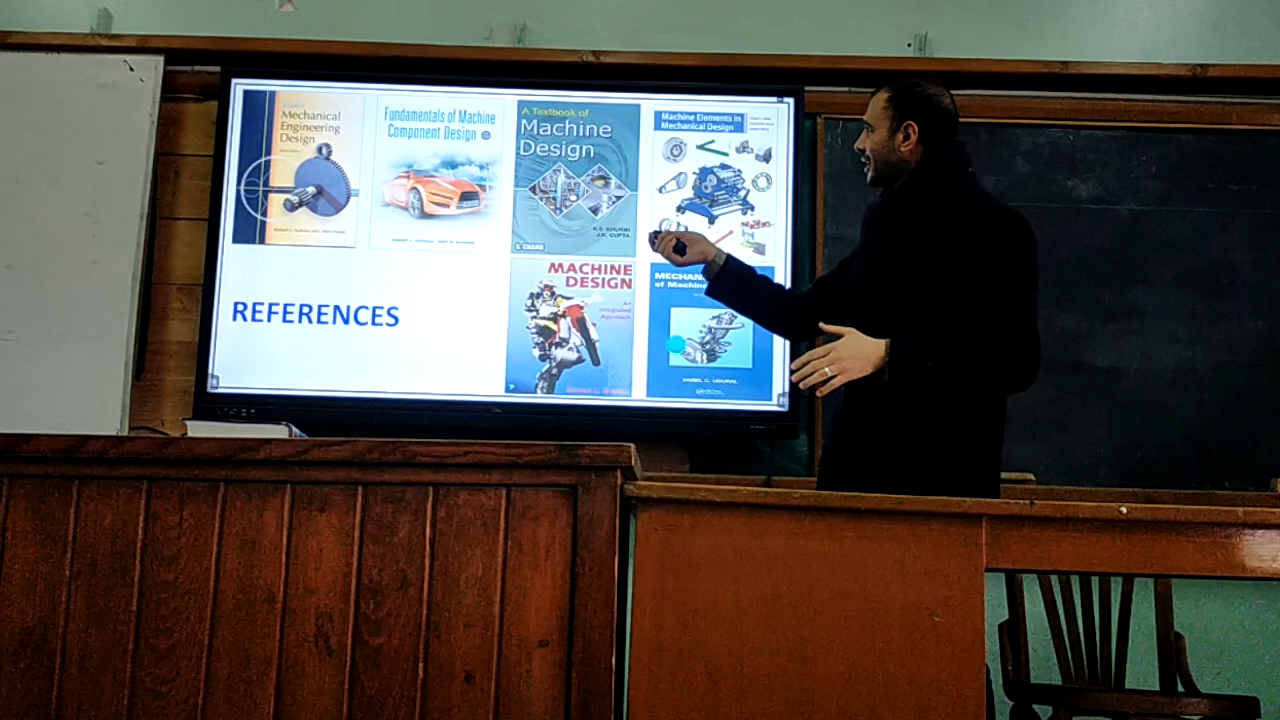 Mechanical
Engineering
Design
Fundamentals of Machine
Component Design
A Textbook of
Machine
Design
R.S. KHURMI
J.K. GUPTA
S. CHAND
Machine Elements in
Mechanical Design
REFERENCES
MACHINE
DESIGN
An
Integrated
Approach
MECHAN
of Machine
ANSEL C. UGURAL